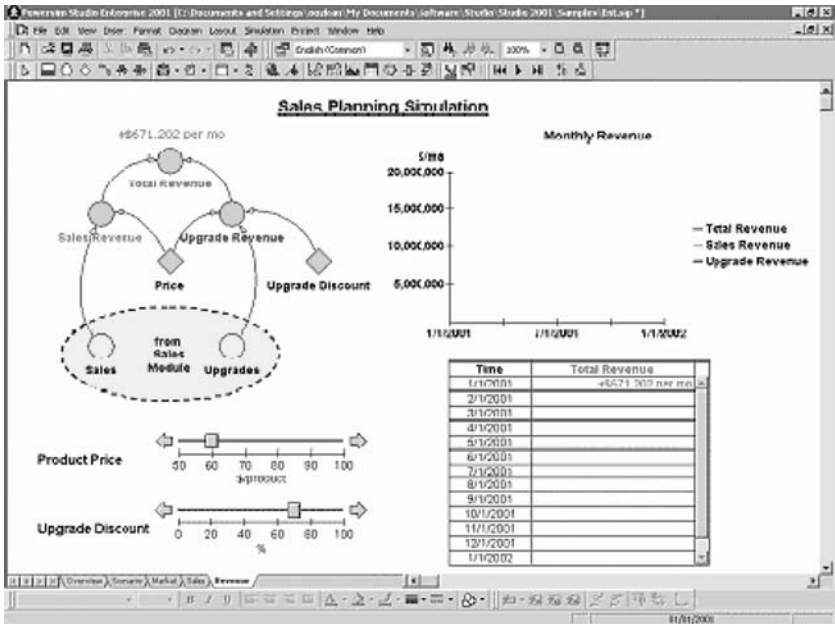 Powersim Studio Enterprise 2001 [C:\Documents and Settings\ \My Documents\Software\Studio\Studio 2001\Samples\Ent.sip *]
File Edit View Insert Format Diagram Layout Simulation Project Window Help
English (Common)
100%
Sales Planning Simulation
+$671.202 per mo
Total Revenue
Sales Revenue
Upgrade Revenue
Price
Upgrade Discount
from
Sales
Module
Sales
Upgrades
Monthly Revenue
$/mo
20,000,000
15,000,000
10,000,000
5,000,000
1/1/2001
7/1/2001
1/1/2002
Total Revenue
Sales Revenue
Upgrade Revenue
Time Total Revenue
1/1/2001 +$671.202 per mo
2/1/2001
3/1/2001
4/1/2001
5/1/2001
6/1/2001
7/1/2001
8/1/2001
9/1/2001
10/1/2001
11/1/2001
12/1/2001
1/1/2002
Product Price
50 60 70 80 90 100
$/product
Upgrade Discount
0 20 40 60 80 100
%
Overview Scenario Market Sales Revenue
B I U
01/01/2001